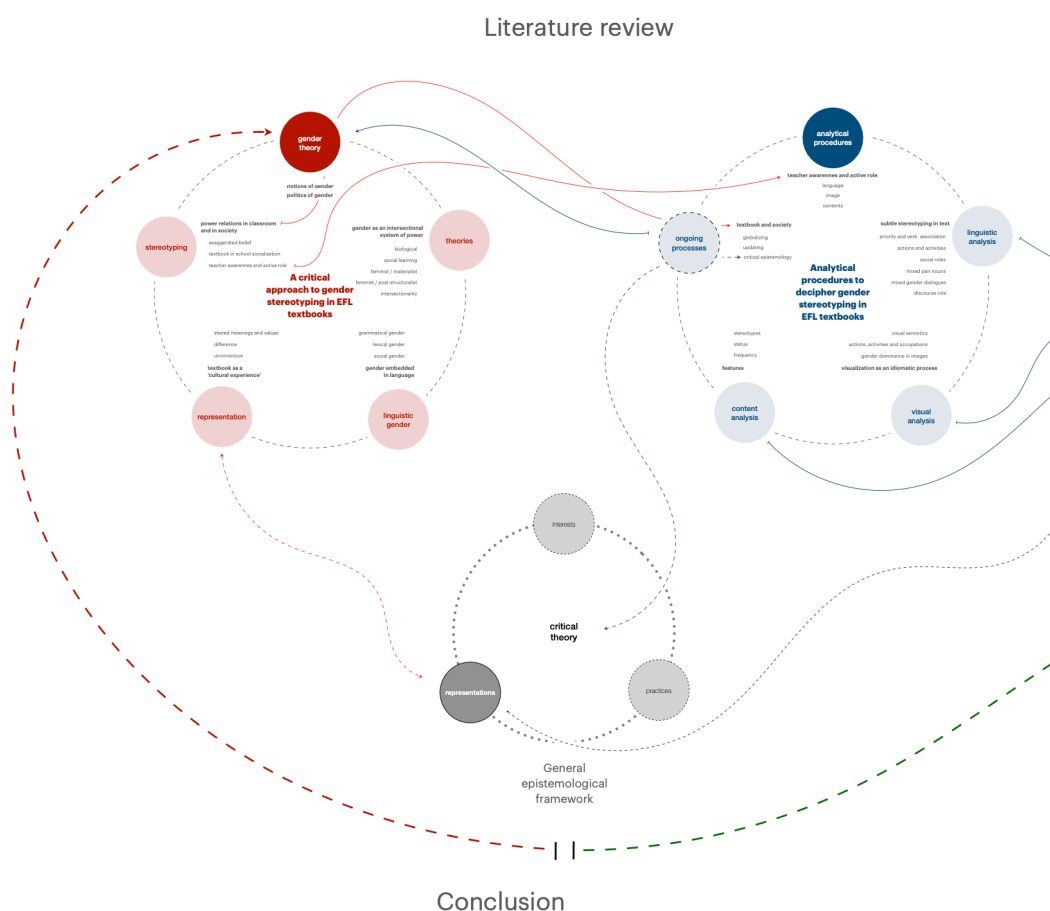 Literature review
gender
theory
notions of gender
politics of gender
power relations in classroom
and in society
exaggerated belief
textbook in school socialisation
teacher awareness and active role
stereotyping
gender as an intersectional
system of power
biological
social learning
feminist / materialist
feminist / post-structuralist
intersectionality
theories
A critical
approach to gender
stereotyping in EFL
textbooks
shared meanings and values
difference
unconscious
textbook as a
'cultural experience'
representation
grammatical gender
lexical gender
social gender
gender embedded
in language
linguistic
gender
analytical
procedures
teacher awarennes and active role
language
image
contents
ongoing
processes
textbook and society
globalizing
updating
critical epistemology
subtle stereotyping in text
priority and verb association
actions and activities
social roles
mixed pair nouns
mixed gender dialogues
discourse role
linguistic
analysis
Analytical
procedures to
decipher gender
stereotyping in
EFL textbooks
stereotypes
status
frequency
features
content
analysis
visual semiotics
actions, activities and occupations
gender dominance in images
visualization as an idiomatic process
visual
analysis
interests
critical
theory
representations
practices
General
epistemological
framework
Conclusion